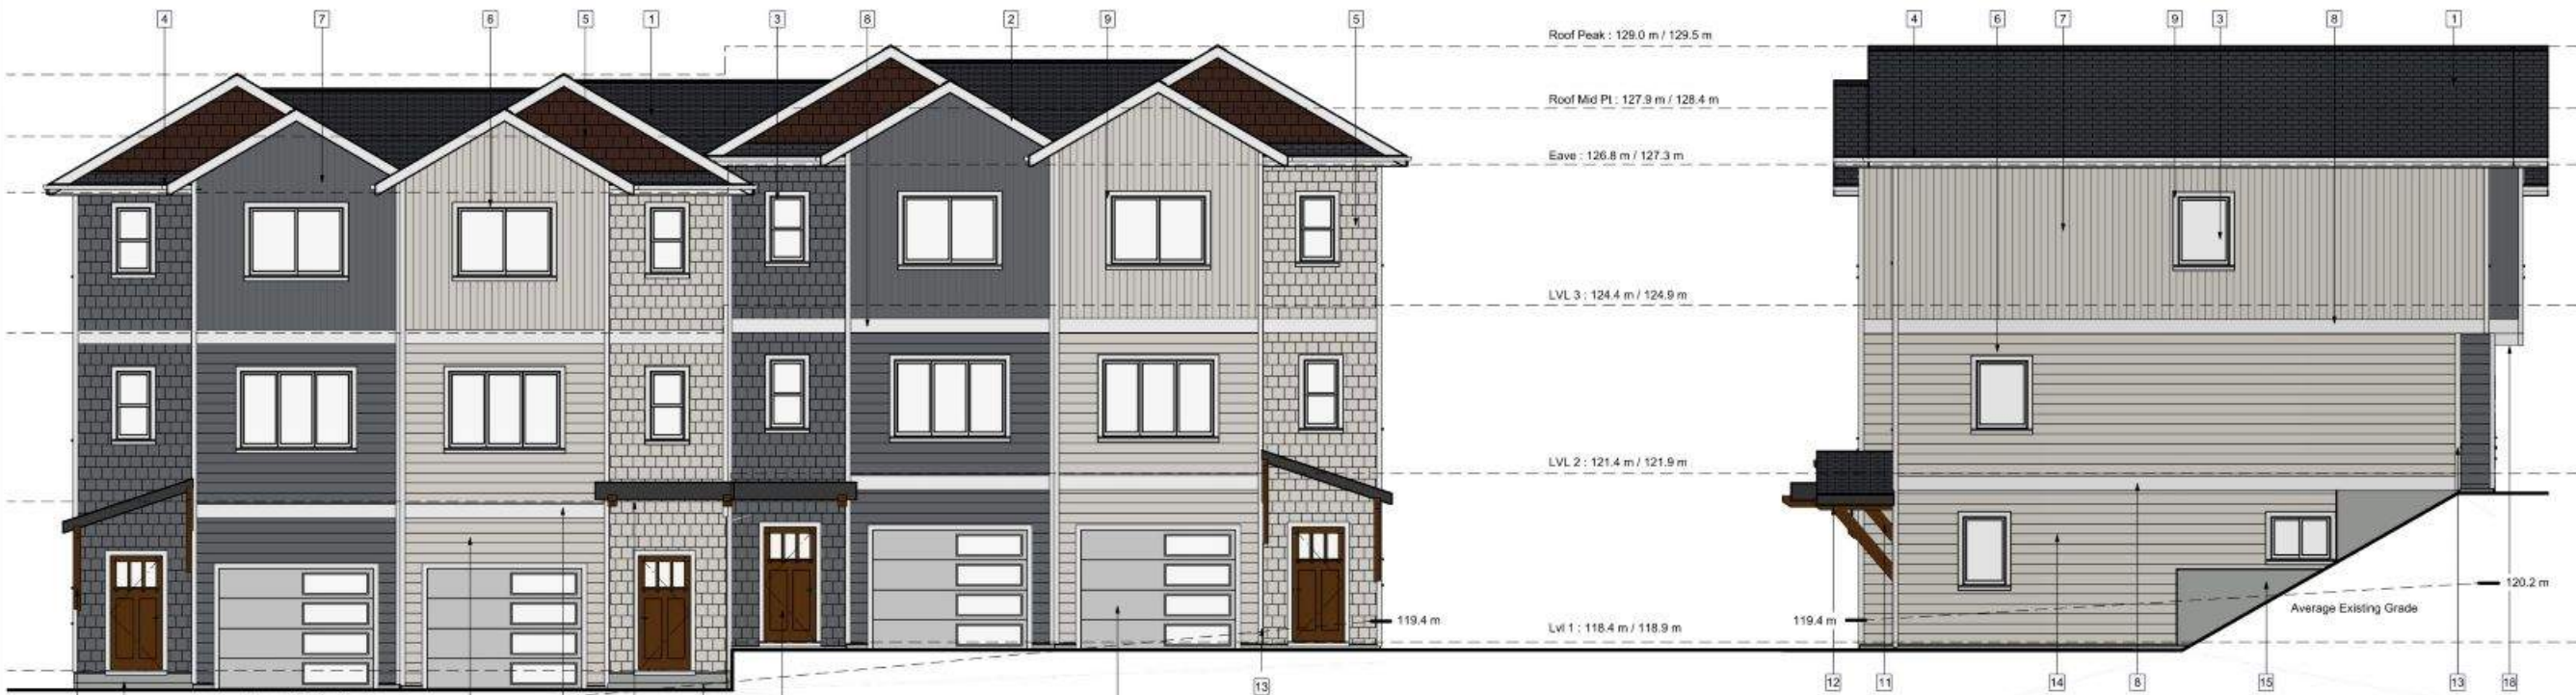 4 7 6 5 1 3 8 2 9 5
4 6 7 9 3 8 1
Roof Peak : 129.0 m / 129.5 m
Roof Mid Pt : 127.9 m / 128.4 m
Eave : 126.8 m / 127.3 m
LVL 3 : 124.4 m / 124.9 m
LVL 2 : 121.4 m / 121.9 m
Lvl 1 : 118.4 m / 118.9 m
119.4 m
119.4 m
120.2 m
Average Existing Grade
13
12 11 14 8 15 13 18